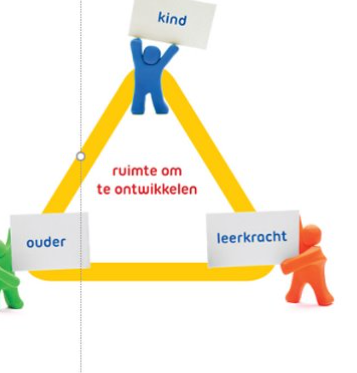 kind
ruimte om
te ontwikkelen
ouder
leerkracht